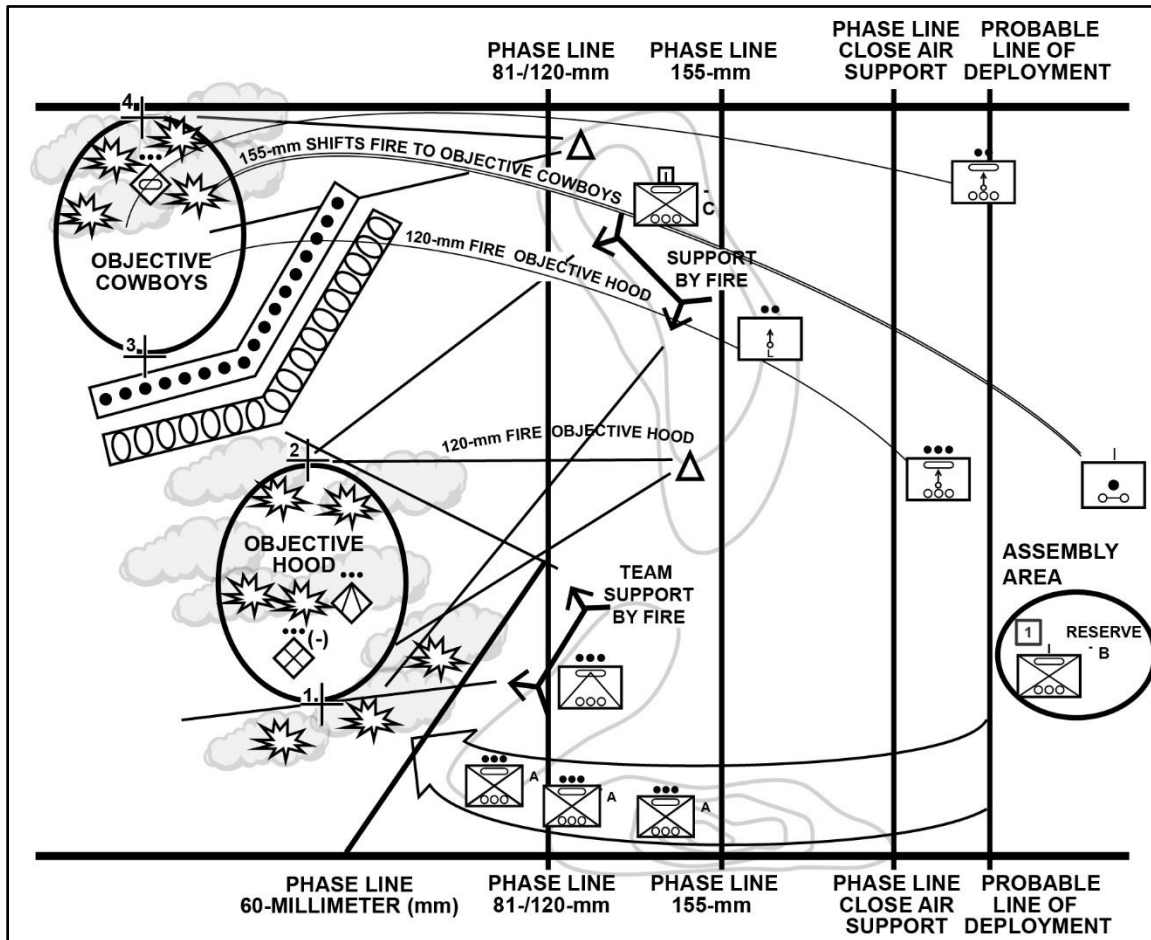 PHASE LINE
81-/120-mm
PHASE LINE
155-mm
PHASE LINE
CLOSE AIR
SUPPORT
PROBABLE
LINE OF
DEPLOYMENT
4.
155-mm SHIFTS FIRE TO OBJECTIVE COWBOYS
I
- C
OBJECTIVE
COWBOYS
120-mm FIRE OBJECTIVE HOOD
SUPPORT
BY FIRE
L
3
2
120-mm FIRE OBJECTIVE HOOD
I
OBJECTIVE
HOOD
(-)
TEAM
SUPPORT
BY FIRE
ASSEMBLY
AREA
1
I
RESERVE
- B
1.
A
A
A
PHASE LINE
60-MILLIMETER (mm)
PHASE LINE
81-/120-mm
PHASE LINE
155-mm
PHASE LINE
CLOSE AIR
SUPPORT
PROBABLE
LINE OF
DEPLOYMENT